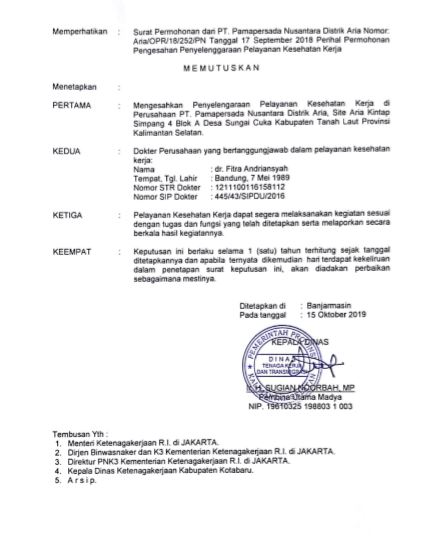 Memperhatikan : Surat Permohonan dari PT. Pamapersada Nusantara Distrik Aria Nomor:
Aria/OPR/18/252/PN Tanggal 17 September 2018 Perihal Permohonan
Pengesahan Penyelenggaraan Pelayanan Kesehatan Kerja
M E M U T U S K A N
Menetapkan :
PERTAMA : Mengesahkan Penyelengaraan Pelayanan Kesehatan Kerja di
Perusahaan PT. Pamapersada Nusantara Distrik Aria, Site Aria Kintap
Simpang 4 Blok A Desa Sungai Cuka Kabupaten Tanah Laut Provinsi
Kalimantan Selatan.
KEDUA : Dokter Perusahaan yang bertanggungjawab dalam pelayanan kesehatan
kerja:
Nama : dr. Fitra Andriansyah
Tempat, Tgl. Lahir : Bandung, 7 Mei 1989
Nomor STR Dokter : 1211100116158112
Nomor SIP Dokter : 445/43/SIPDU/2016
KETIGA : Pelayanan Kesehatan Kerja dapat segera melaksanakan kegiatan sesuai
dengan tugas dan fungsi yang telah ditetapkan serta melaporkan secara
berkala hasil kegiatannya.
KEEMPAT : Keputusan ini berlaku selama 1 (satu) tahun terhitung sejak tanggal
ditetapkannya dan apabila ternyata dikemudian hari terdapat kekeliruan
dalam penetapan surat keputusan ini, akan diadakan perbaikan
sebagaimana mestinya.
Ditetapkan di : Banjarmasin
Pada tanggal : 15 Oktober 2019
KEPALA DINAS
PEMERINTAH PROVINSI
D I N A S
TENAGA KERJA
DAN TRANSMIGRASI
H. SUGIAN NOORBAH, MP
Pembina Utama Madya
NIP. 19610325 198803 1 003
Tembusan Yth :
1. Menteri Ketenagakerjaan R.I. di JAKARTA.
2. Dirjen Binwasnaker dan K3 Kementerian Ketenagakerjaan R.I. di JAKARTA.
3. Direktur PNK3 Kementerian Ketenagakerjaan R.I. di JAKARTA.
4. Kepala Dinas Ketenagakerjaan Kabupaten Kotabaru.
5. A r s i p.